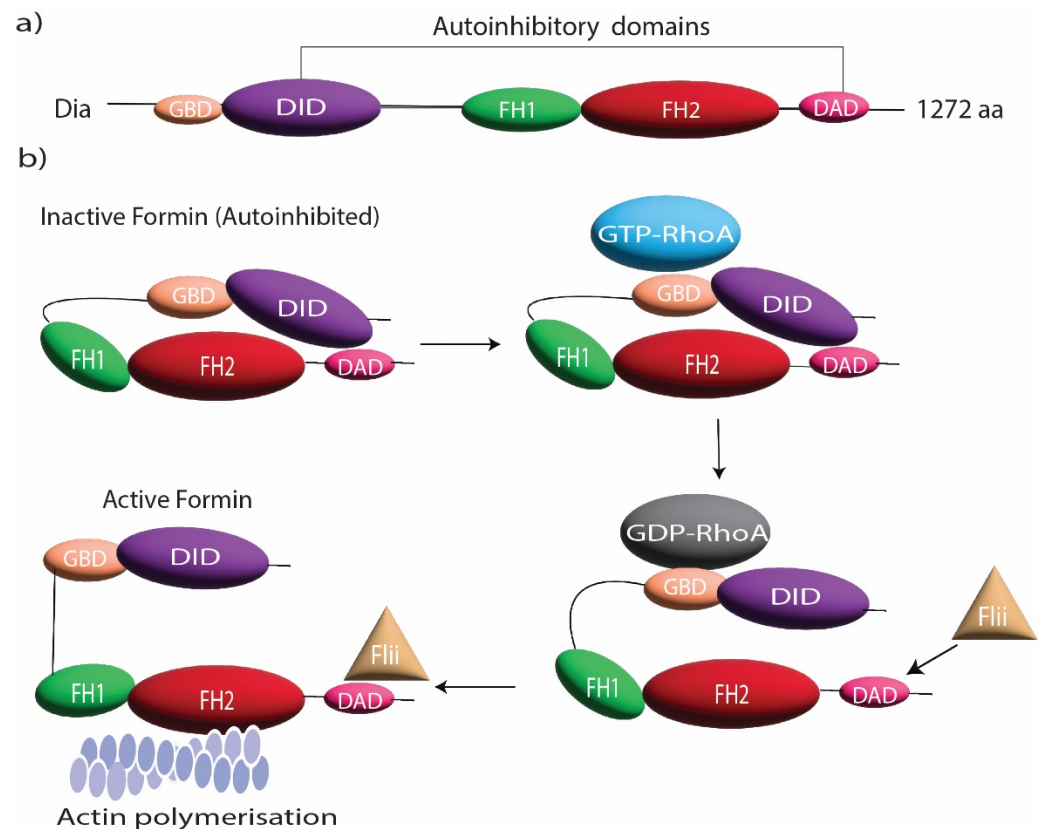 a)
Autoinhibitory domains
Dia GBD DID FH1 FH2 DAD 1272 aa
b)
Inactive Formin (Autoinhibited)
GBD
DID
FH1
FH2
DAD
GTP-RhoA
GBD
DID
FH1
FH2
DAD
Active Formin
GBD
DID
FH1
FH2
DAD
Flii
Actin polymerisation
GDP-RhoA
GBD
DID
FH1
FH2
DAD
Flii